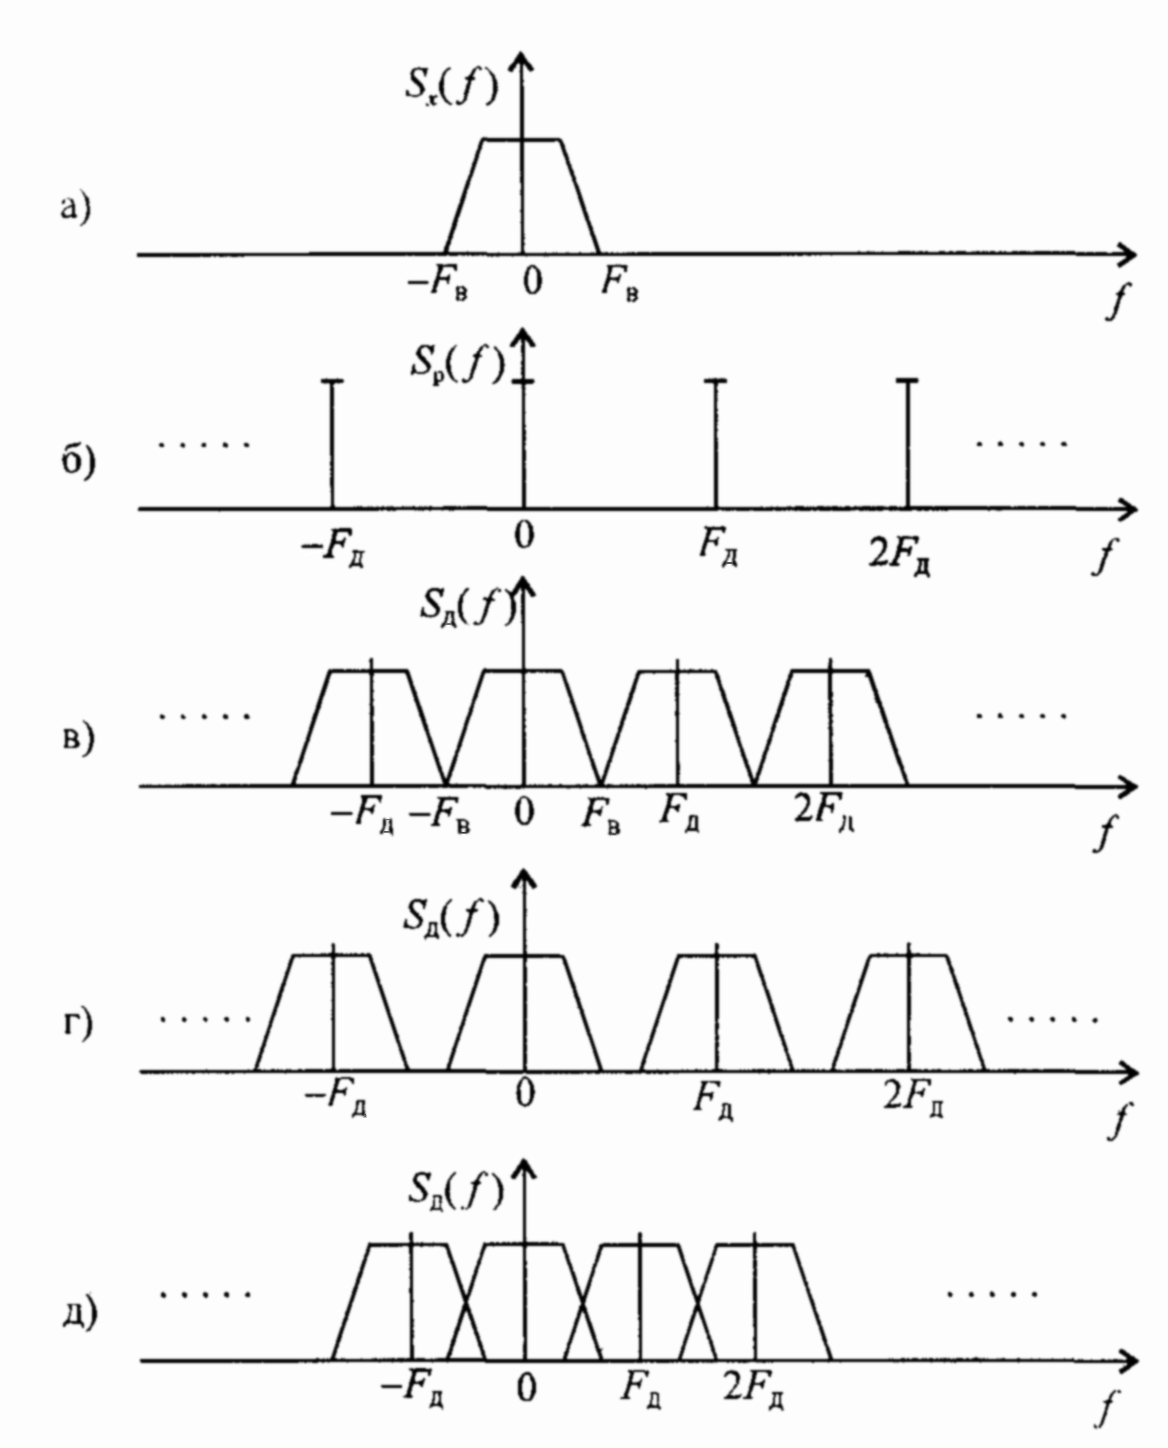 Sₓ(f)
а)
–Fв 0 Fв
f
Sр(f)
б)
. . . . . . . . . .
–Fд 0 Fд 2Fд
f
Sд(f)
в)
. . . . . . . . . .
–Fд –Fв 0 Fв Fд 2Fд
f
Sд(f)
г)
. . . . . . . . . .
–Fд 0 Fд 2Fд
f
Sд(f)
д)
. . . . . . . . . .
–Fд 0 Fд 2Fд
f